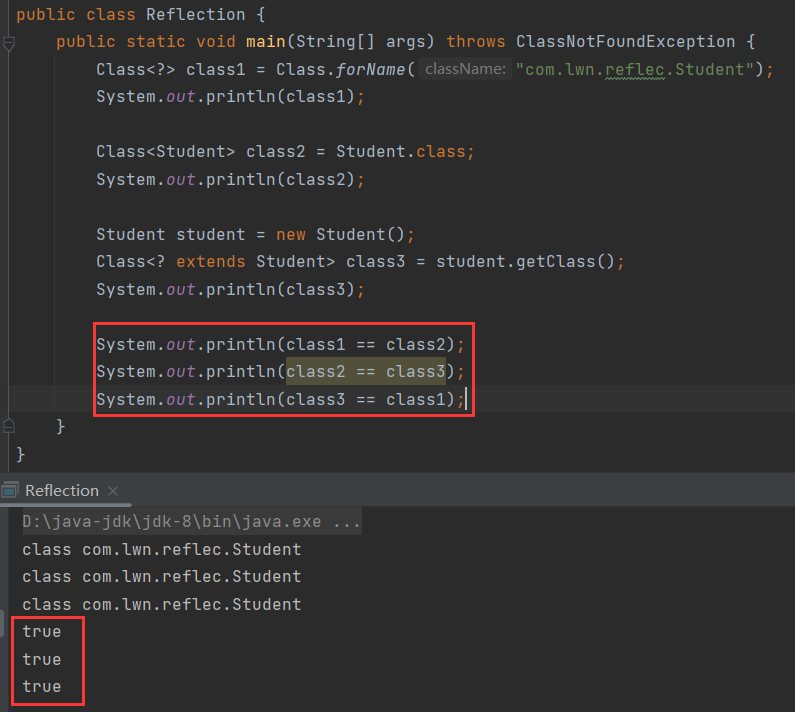 public class Reflection {
public static void main(String[] args) throws ClassNotFoundException {
Class<?> class1 = Class.forName( className: "com.lwn.reflec.Student");
System.out.println(class1);
Class<Student> class2 = Student.class;
System.out.println(class2);
Student student = new Student();
Class<? extends Student> class3 = student.getClass();
System.out.println(class3);
System.out.println(class1 == class2);
System.out.println(class2 == class3);
System.out.println(class3 == class1);
}
}
Reflection ×
D:\java-jdk\jdk-8\bin\java.exe ...
class com.lwn.reflec.Student
class com.lwn.reflec.Student
class com.lwn.reflec.Student
true
true
true